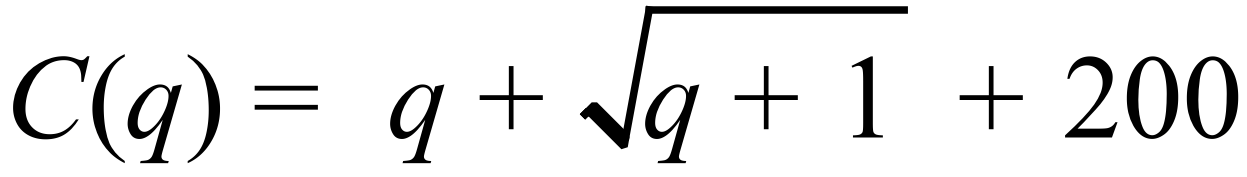 C(q) = q + √(q + 1) + 200